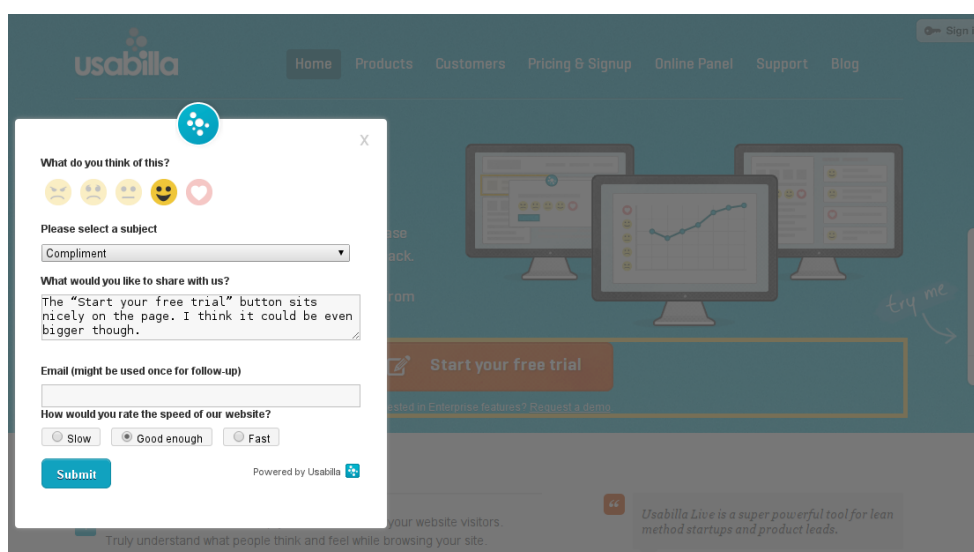 usabilla
Home Products Customers Pricing & Signup Online Panel Support Blog
Sign
X
What do you think of this?
Please select a subject
Compliment
What would you like to share with us?
The “Start your free trial” button sits
nicely on the page. I think it could be even
bigger though.
Email (might be used once for follow-up)
How would you rate the speed of our website?
Slow Good enough Fast
Submit
Powered by Usabilla
try me
Start your free trial
in Enterprise features? Request a demo
your website visitors.
Truly understand what people think and feel while browsing your site.
Usabilla Live is a super powerful tool for lean
method startups and product leads.